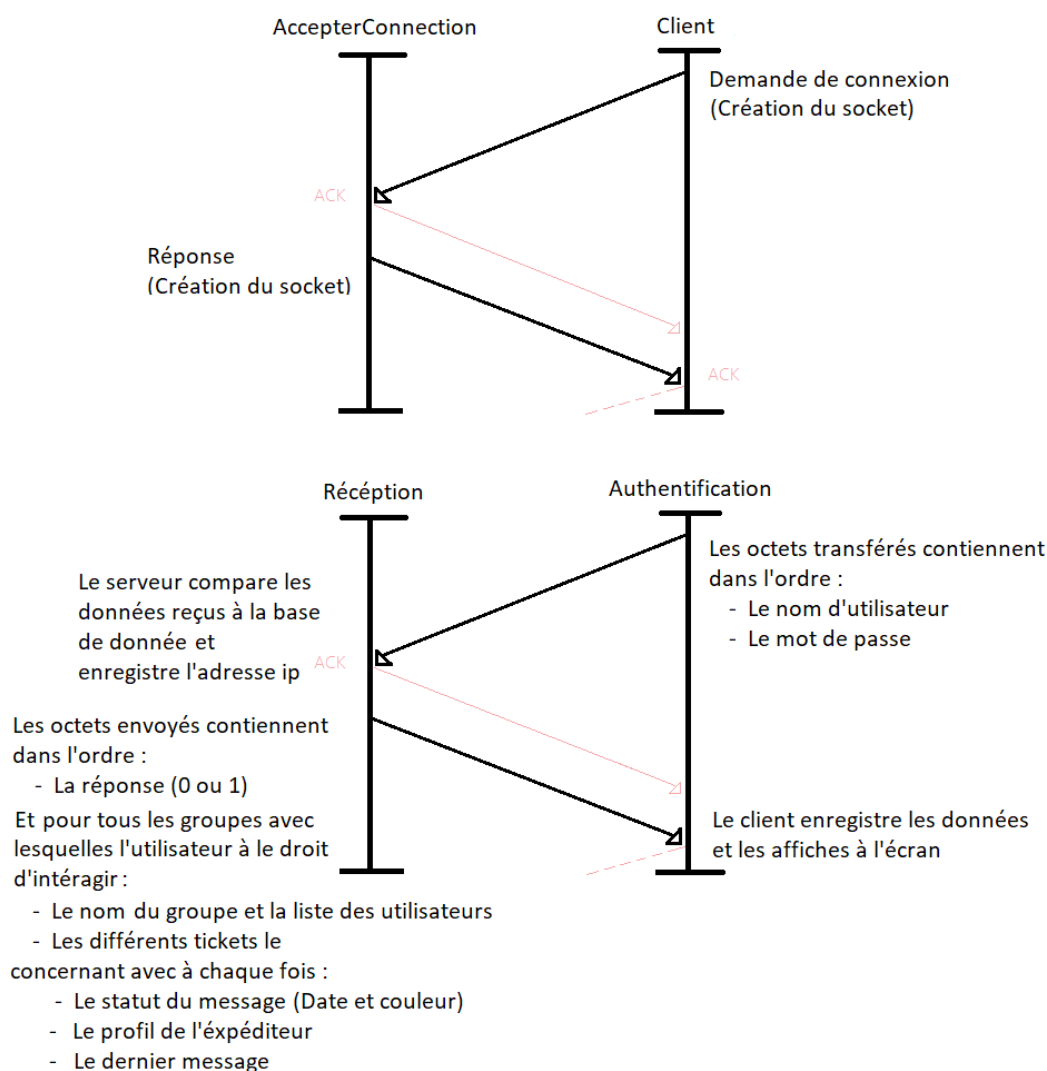 AccepterConnection
Client
Demande de connexion
(Création du socket)
ACK
Réponse
(Création du socket)
ACK
Récéption
Authentification
Les octets transférés contiennent
dans l'ordre :
- Le nom d'utilisateur
- Le mot de passe
Le serveur compare les
données reçus à la base
de donnée et
enregistre l'adresse ip
ACK
Les octets envoyés contiennent
dans l'ordre :
- La réponse (0 ou 1)
Et pour tous les groupes avec
lesquelles l'utilisateur à le droit
d'intéragir :
- Le nom du groupe et la liste des utilisateurs
- Les différents tickets le
concernant avec à chaque fois :
- Le statut du message (Date et couleur)
- Le profil de l'éxpéditeur
- Le dernier message
Le client enregistre les données
et les affiches à l'écran